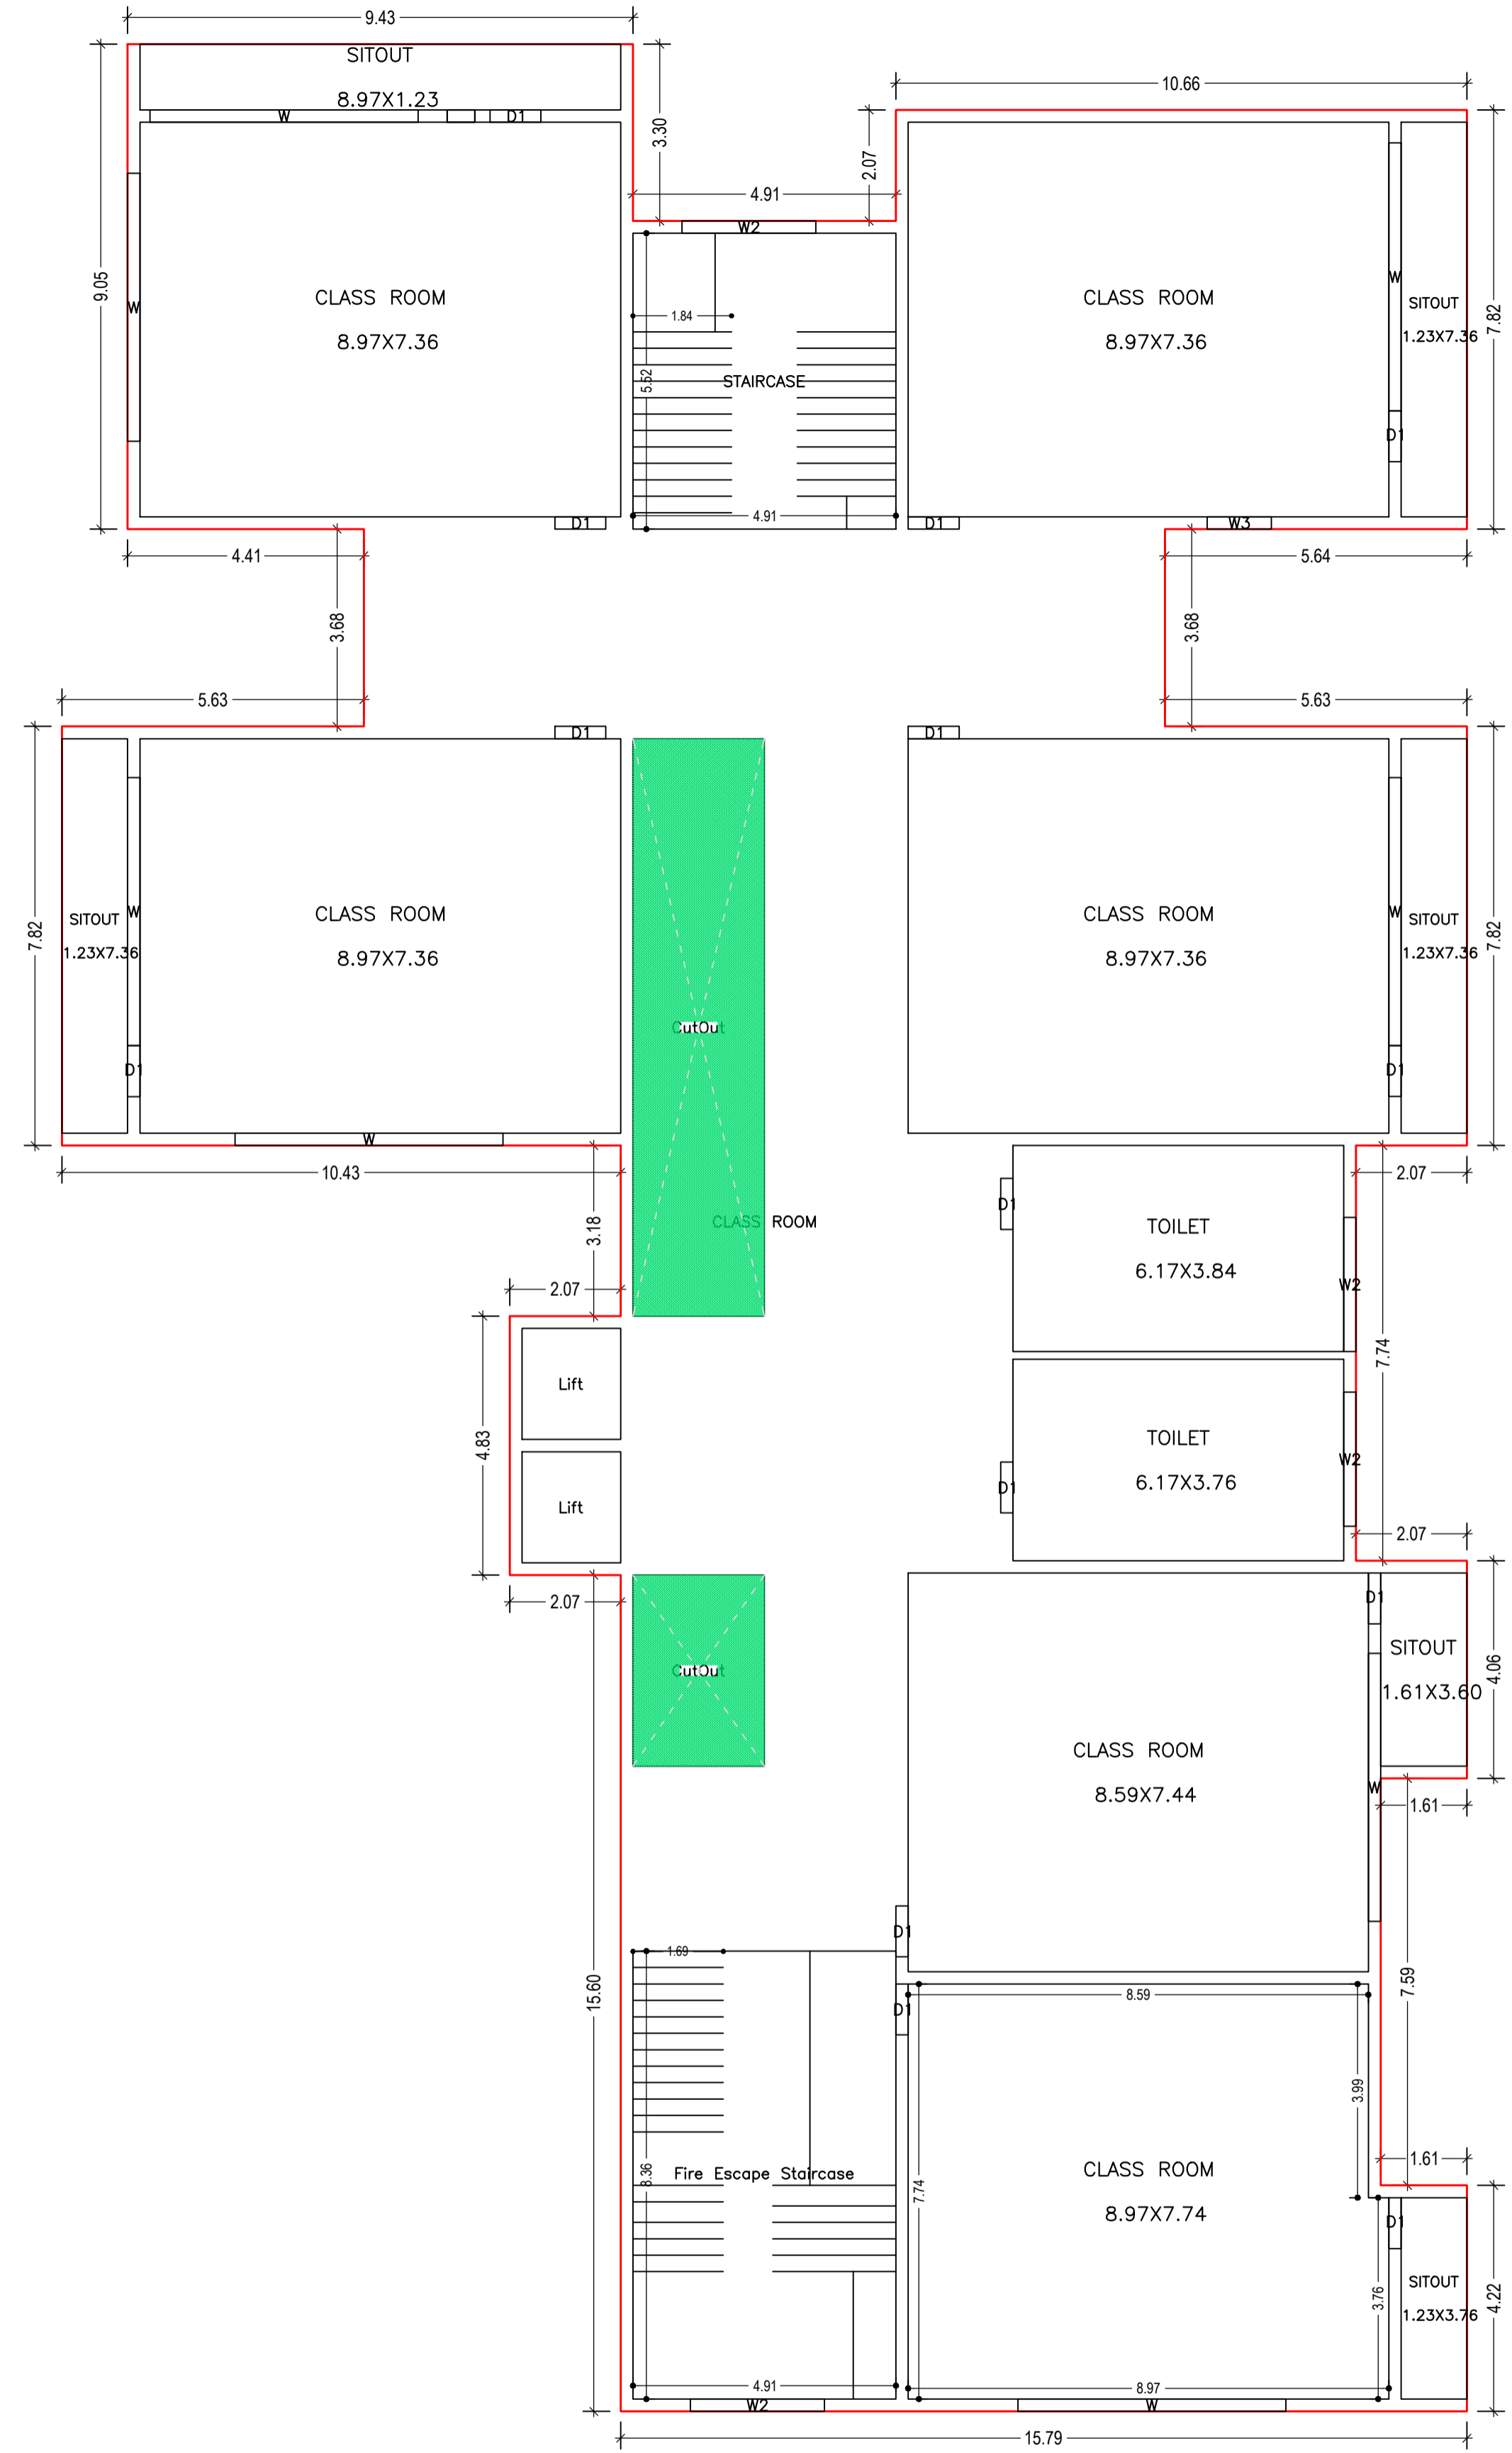 9.43
SITOUT
8.97X1.23
W
D1
10.66
3.30
2.07
4.91
W2
9.05
W
CLASS ROOM
8.97X7.36
1.84
5.62
STAIRCASE
4.91
CLASS ROOM
8.97X7.36
W
D1
SITOUT
1.23X7.36
7.82
D1
D1
W3
4.41
5.64
3.68
3.68
5.63
5.63
D1
D1
7.82
SITOUT
1.23X7.36
W
D1
CLASS ROOM
8.97X7.36
CutOut
CLASS ROOM
8.97X7.36
W
D1
SITOUT
1.23X7.36
7.82
W
10.43
2.07
3.18
CLASS ROOM
D1
TOILET
6.17X3.84
W2
2.07
7.74
4.83
Lift
Lift
D1
TOILET
6.17X3.76
W2
2.07
2.07
D1
SITOUT
1.61X3.60
4.06
CutOut
CLASS ROOM
8.59X7.44
W
1.61
D1
1.69
15.60
7.59
D1
8.59
3.99
8.36
Fire Escape Staircase
7.74
CLASS ROOM
8.97X7.74
1.61
D1
SITOUT
1.23X3.76
3.76
4.22
4.91
8.97
W2
W
15.79